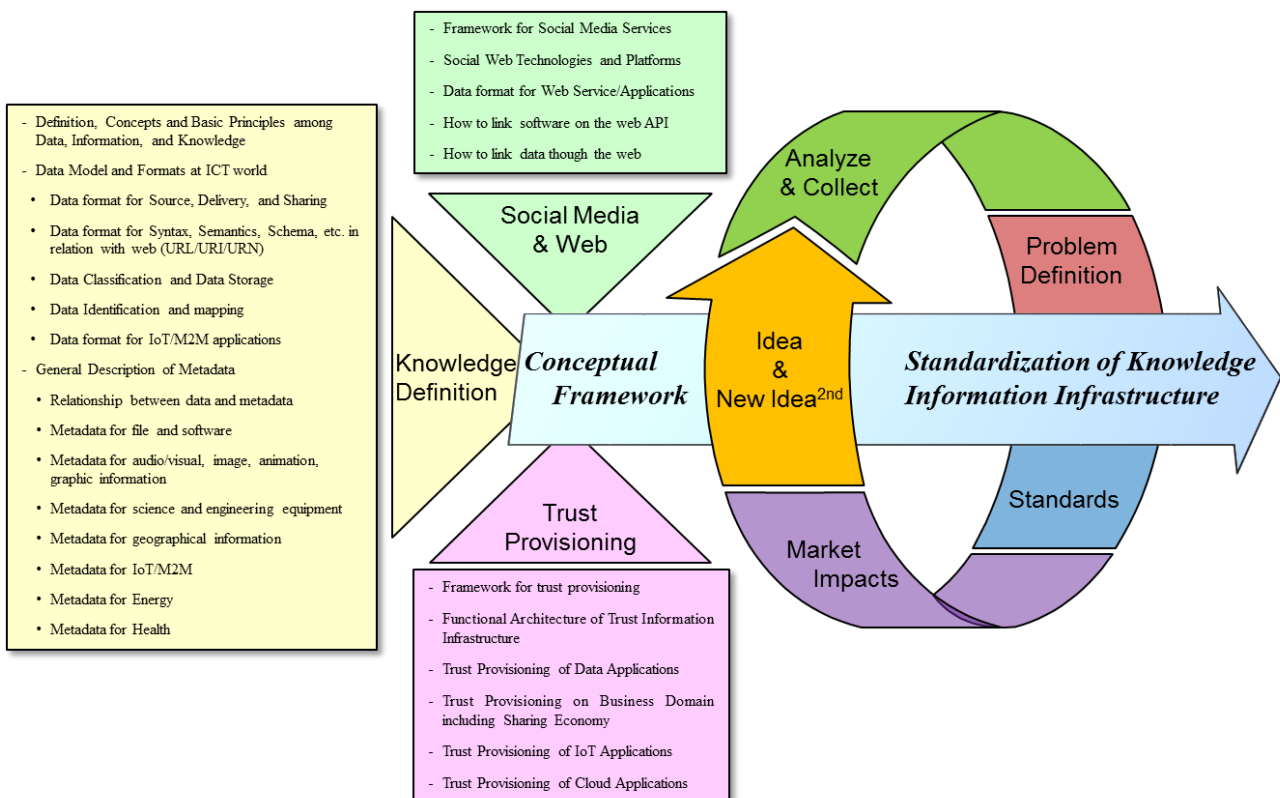 - Framework for Social Media Services
- Social Web Technologies and Platforms
- Data format for Web Service/Applications
- How to link software on the web API
- How to link data though the web
- Definition, Concepts and Basic Principles among
Data, Information, and Knowledge
- Data Model and Formats at ICT world
• Data format for Source, Delivery, and Sharing
• Data format for Syntax, Semantics, Schema, etc. in
relation with web (URL/URI/URN)
• Data Classification and Data Storage
• Data Identification and mapping
• Data format for IoT/M2M applications
- General Description of Metadata
• Relationship between data and metadata
• Metadata for file and software
• Metadata for audio/visual, image, animation,
graphic information
• Metadata for science and engineering equipment
• Metadata for geographical information
• Metadata for IoT/M2M
• Metadata for Energy
• Metadata for Health
Social Media
& Web
Knowledge
Definition
Trust
Provisioning
- Framework for trust provisioning
- Functional Architecture of Trust Information
Infrastructure
- Trust Provisioning of Data Applications
- Trust Provisioning on Business Domain
including Sharing Economy
- Trust Provisioning of IoT Applications
- Trust Provisioning of Cloud Applications
Conceptual
Framework
Analyze
& Collect
Idea
&
New Idea2nd
Market
Impacts
Problem
Definition
Standardization of Knowledge
Information Infrastructure
Standards